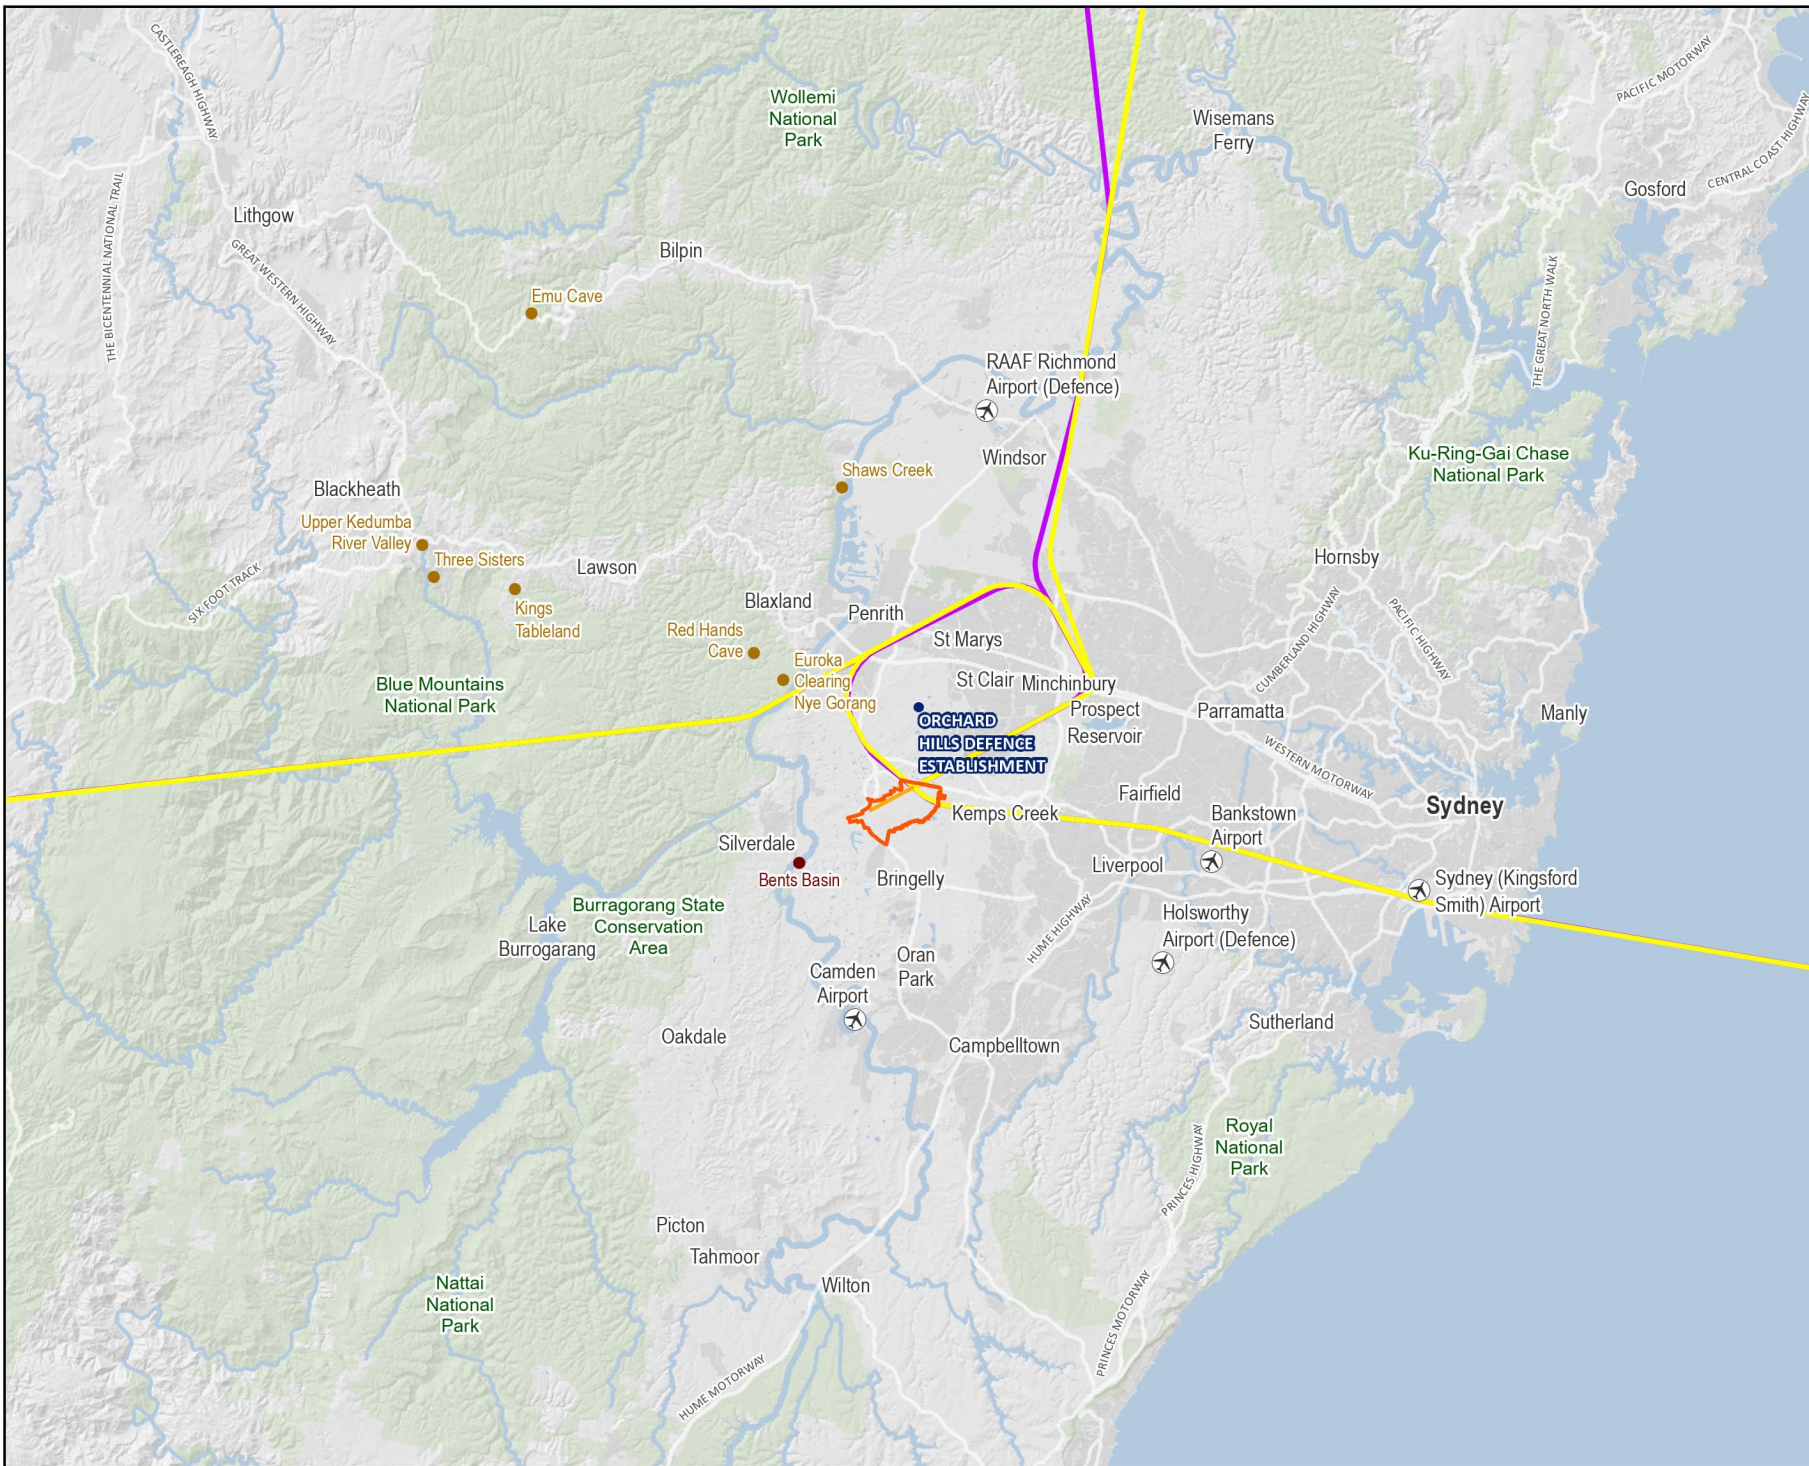 CASTLEREAGH HIGHWAY
PACIFIC MOTORWAY
CENTRAL COAST HIGHWAY
Wollemi
National
Park
Wisemans
Ferry
Gosford
THE BICENTENNIAL NATIONAL TRAIL
Lithgow
GREAT WESTERN HIGHWAY
Bilpin
THE GREAT NORTH WALK
Emu Cave
RAAF Richmond
Airport (Defence)
Windsor
Ku-Ring-Gai Chase
National Park
Shaws Creek
Blackheath
Upper Kedumba
River Valley
Three Sisters
Lawson
Hornsby
SIX FOOT TRACK
Kings
Tableland
Blaxland
Penrith
CUMBERLAND HIGHWAY
PACIFIC HIGHWAY
Red Hands
Cave
St Marys
Euroka
Clearing
Nye Gorang
St Clair
Minchinbury
Blue Mountains
National Park
Prospect
Reservoir
Parramatta
Manly
ORCHARD
HILLS DEFENCE
ESTABLISHMENT
WESTERN MOTORWAY
Fairfield
Sydney
Kemps Creek
Bankstown
Airport
Silverdale
Liverpool
Bents Basin
Bringelly
Sydney (Kingsford
Smith) Airport
Burragorang State
Conservation
Area
Lake
Burrogarang
HUME HIGHWAY
Holsworthy
Airport (Defence)
Oran
Park
Camden
Airport
Oakdale
Campbelltown
Sutherland
Royal
National
Park
PRINCES HIGHWAY
Picton
Tahmoor
Wilton
Nattai
National
Park
PRINCES MOTORWAY
HUME MOTORWAY